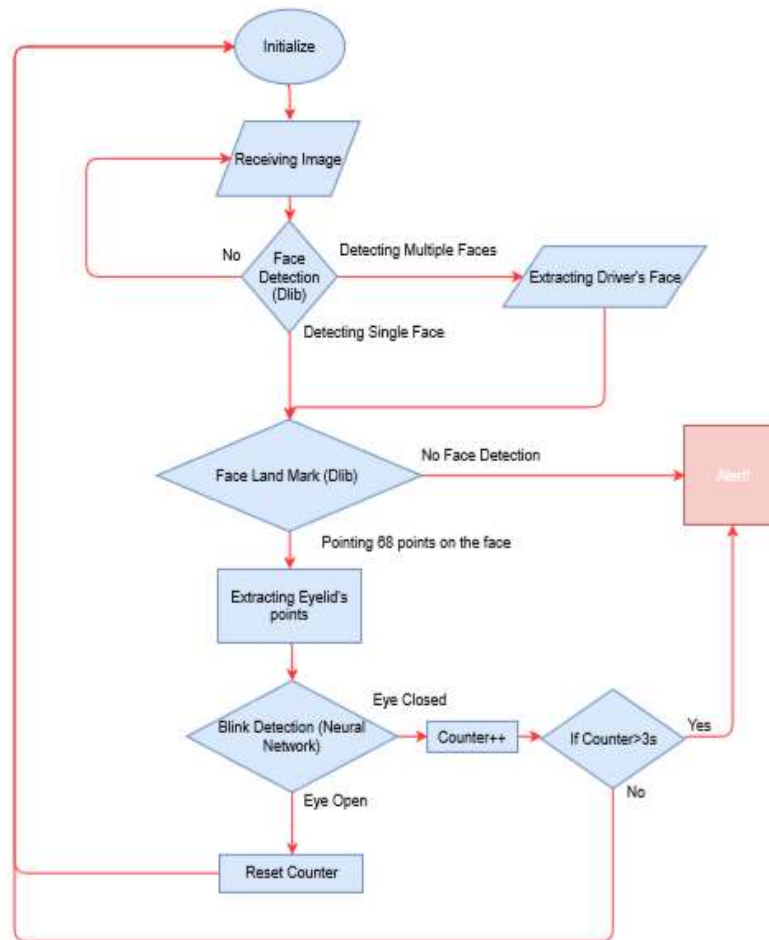 Initialize
Receiving Image
No
Face
Detection
(Dlib)
Detecting Multiple Faces
Extracting Driver's Face
Detecting Single Face
Face Land Mark (Dlib)
No Face Detection
Alert!
Pointing 68 points on the face
Extracting Eyelid's
points
Eye Closed
Blink Detection (Neural
Network)
Counter++
If Counter>3s
Yes
No
Eye Open
Reset Counter